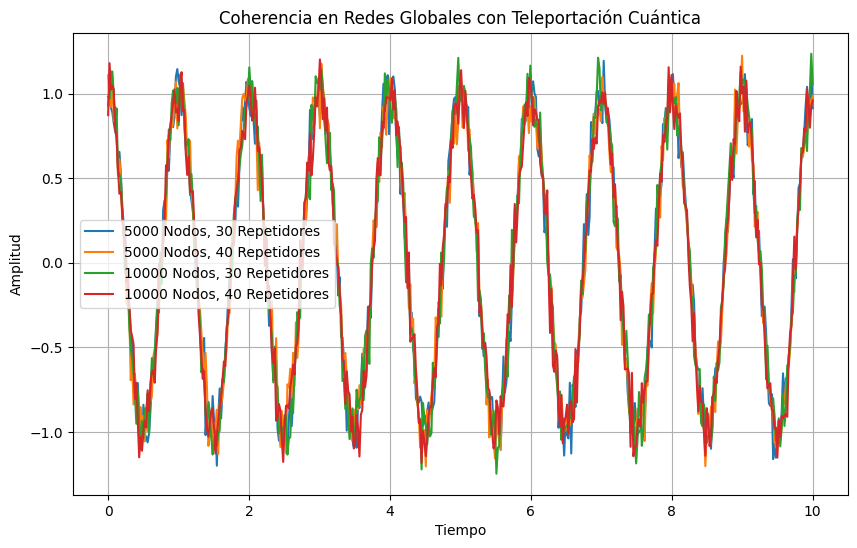 Coherencia en Redes Globales con Teleportación Cuántica
Amplitud
1.0
0.5
0.0
−0.5
−1.0
5000 Nodos, 30 Repetidores
5000 Nodos, 40 Repetidores
10000 Nodos, 30 Repetidores
10000 Nodos, 40 Repetidores
0 2 4 6 8 10
Tiempo